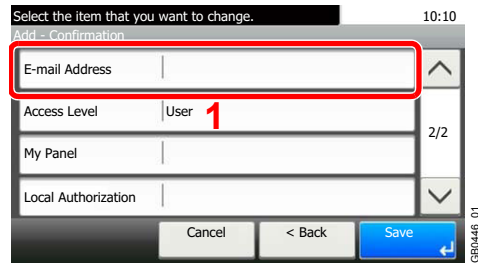 Select the item that you want to change. 10:10
Add - Confirmation
E-mail Address
Access Level User 1
2/2
My Panel
Local Authorization
Cancel < Back Save
GB0446_01